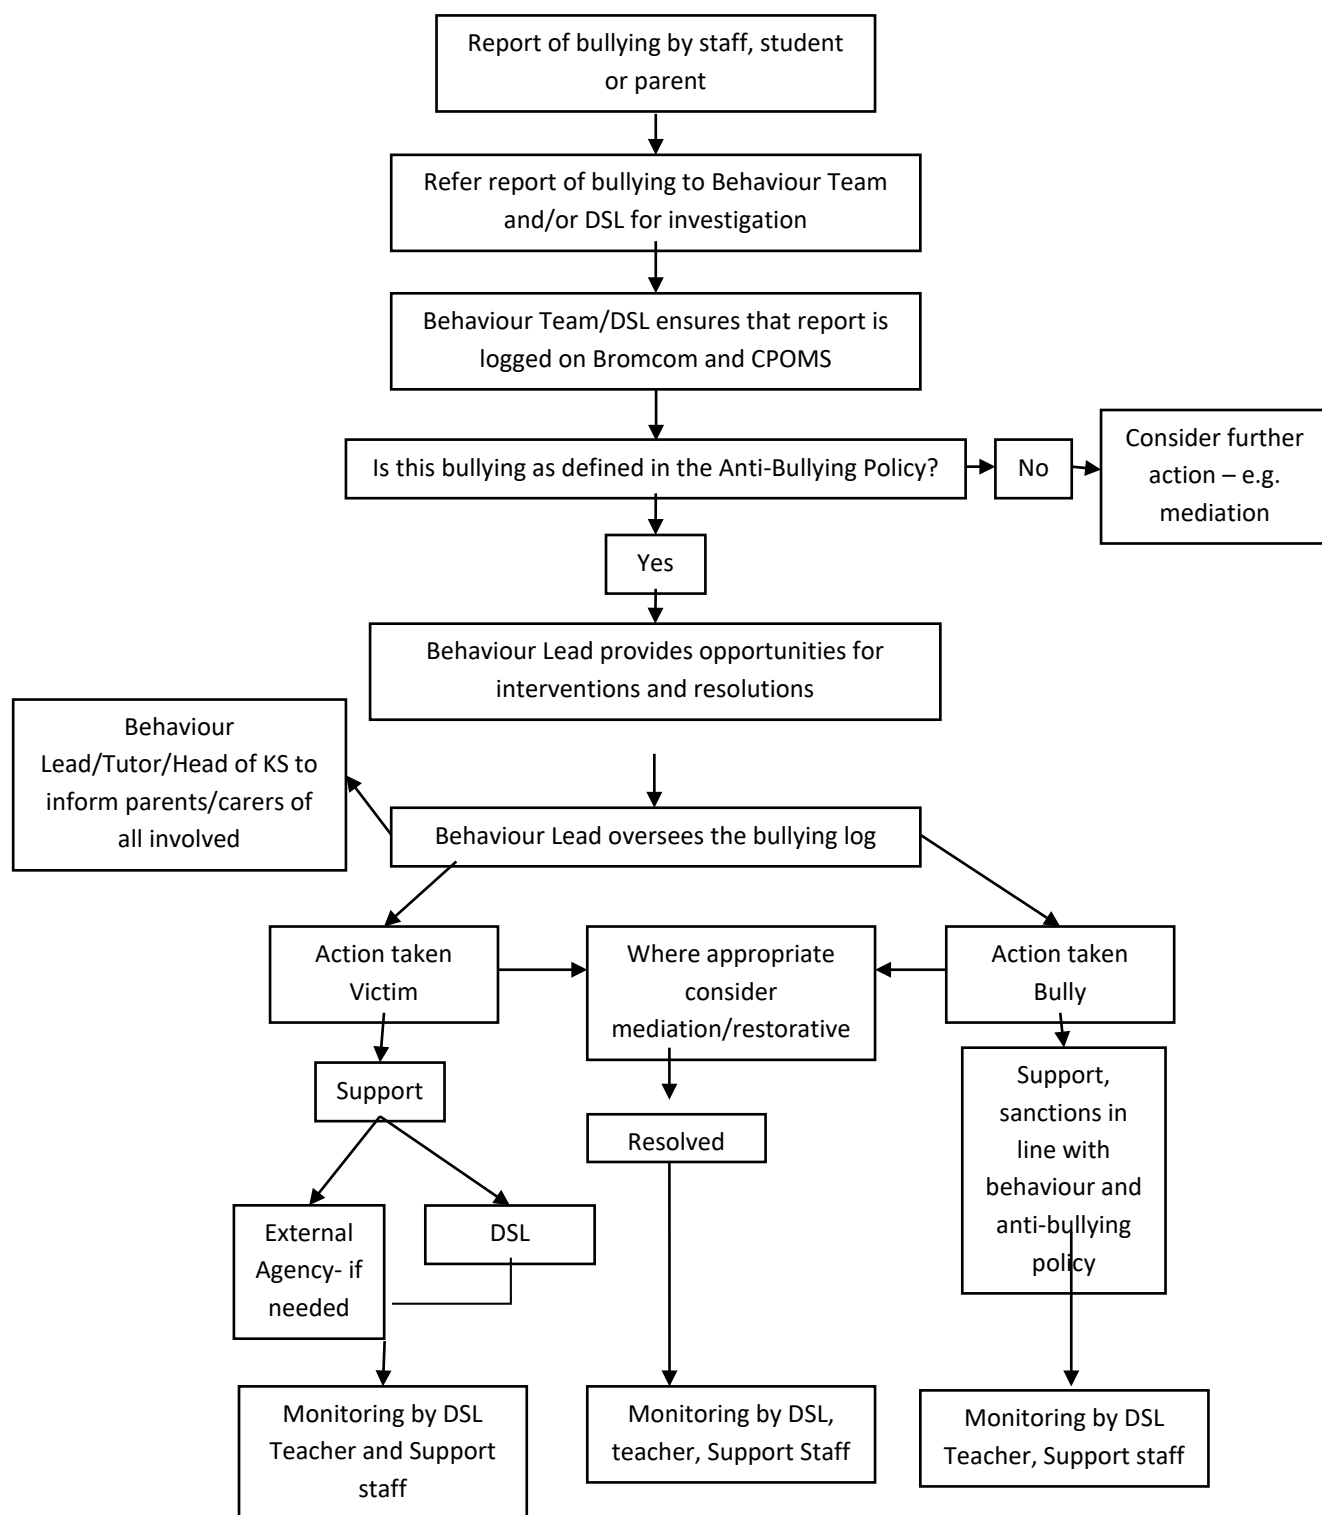 Report of bullying by staff, student
or parent
Refer report of bullying to Behaviour Team
and/or DSL for investigation
Behaviour Team/DSL ensures that report is
logged on Bromcom and CPOMS
Is this bullying as defined in the Anti-Bullying Policy?
No
Consider further
action – e.g.
mediation
Yes
Behaviour Lead provides opportunities for
interventions and resolutions
Behaviour
Lead/Tutor/Head of KS to
inform parents/carers of
all involved
Behaviour Lead oversees the bullying log
Action taken
Victim
Where appropriate
consider
mediation/restorative
Action taken
Bully
Support
Support,
sanctions in
line with
behaviour and
anti-bullying
policy
Resolved
External
Agency- if
needed
DSL
Monitoring by DSL
Teacher and Support
staff
Monitoring by DSL,
teacher, Support Staff
Monitoring by DSL
Teacher, Support staff